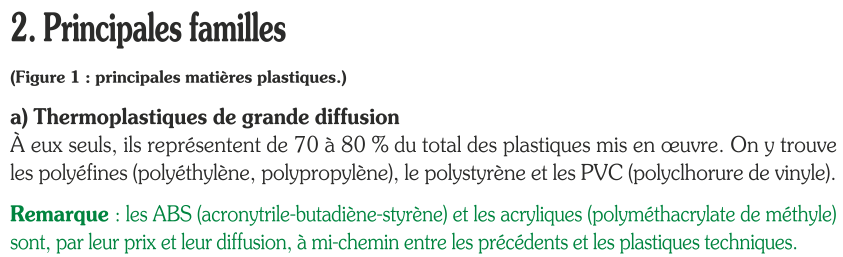 2. Principales familles
(Figure 1 : principales matières plastiques.)
a) Thermoplastiques de grande diffusion
À eux seuls, ils représentent de 70 à 80 % du total des plastiques mis en œuvre. On y trouve
les polyéfines (polyéthylène, polypropylène), le polystyrène et les PVC (polyclhorure de vinyle).
Remarque : les ABS (acronytrile-butadiène-styrène) et les acryliques (polyméthacrylate de méthyle)
sont, par leur prix et leur diffusion, à mi-chemin entre les précédents et les plastiques techniques.